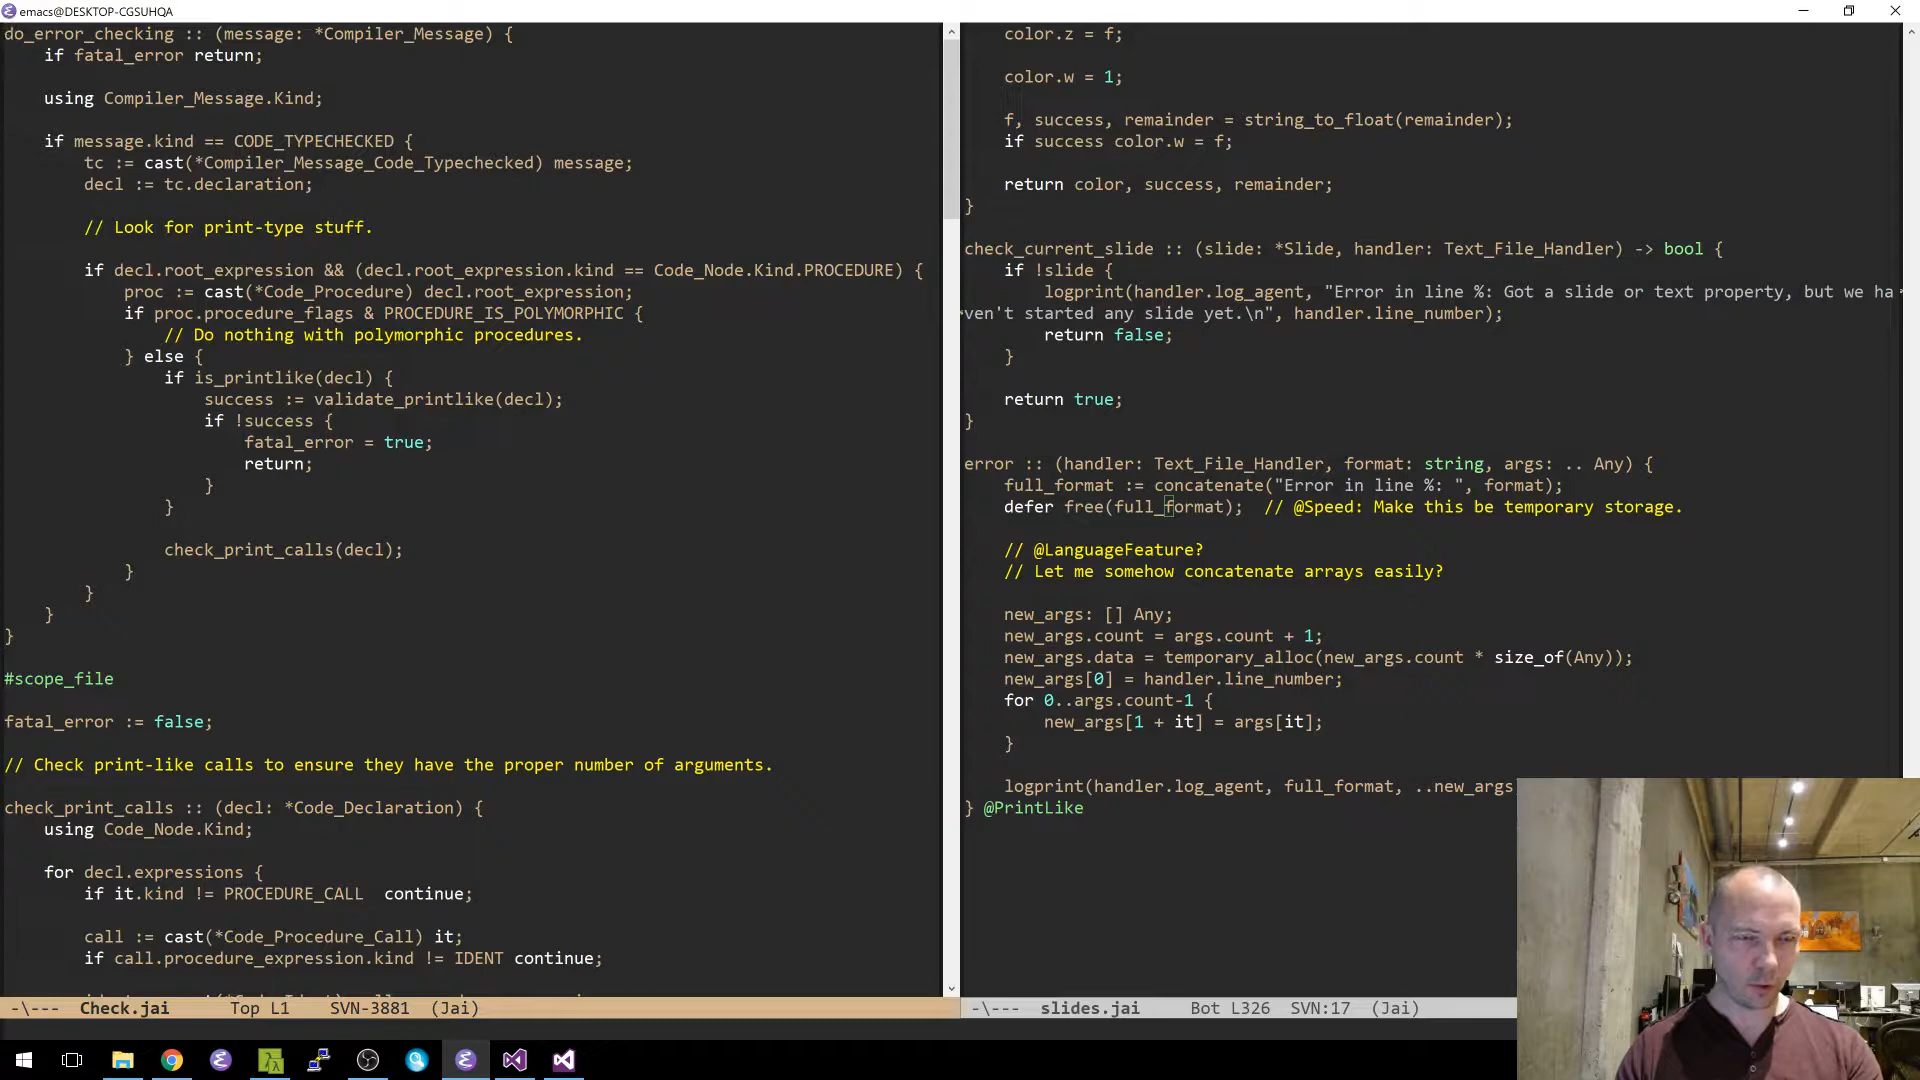 emacs@DESKTOP-CGSUHQA
do_error_checking :: (message: *Compiler_Message) {
    if fatal_error return;
    using Compiler_Message.Kind;
    if message.kind == CODE_TYPECHECKED {
        tc := cast(*Compiler_Message_Code_Typechecked) message;
        decl := tc.declaration;
        // Look for print-type stuff.
        if decl.root_expression && (decl.root_expression.kind == Code_Node.Kind.PROCEDURE) {
            proc := cast(*Code_Procedure) decl.root_expression;
            if proc.procedure_flags & PROCEDURE_IS_POLYMORPHIC {
                // Do nothing with polymorphic procedures.
            } else {
                if is_printlike(decl) {
                    success := validate_printlike(decl);
                    if !success {
                        fatal_error = true;
                        return;
                    }
                }
                check_print_calls(decl);
            }
        }
    }
}
#scope_file
fatal_error := false;
// Check print-like calls to ensure they have the proper number of arguments.
check_print_calls :: (decl: *Code_Declaration) {
    using Code_Node.Kind;
    for decl.expressions {
        if it.kind != PROCEDURE_CALL  continue;
        call := cast(*Code_Procedure_Call) it;
        if call.procedure_expression.kind != IDENT continue;
-\---  Check.jai      Top L1    SVN-3881  (Jai)
    color.z = f;
    color.w = 1;
    f, success, remainder = string_to_float(remainder);
    if success color.w = f;
    return color, success, remainder;
}
check_current_slide :: (slide: *Slide, handler: Text_File_Handler) -> bool {
    if !slide {
        logprint(handler.log_agent, "Error in line %: Got a slide or text property, but we ha
ven't started any slide yet.\n", handler.line_number);
        return false;
    }
    return true;
}
error :: (handler: Text_File_Handler, format: string, args: .. Any) {
    full_format := concatenate("Error in line %: ", format);
    defer free(full_format);  // @Speed: Make this be temporary storage.
    // @LanguageFeature?
    // Let me somehow concatenate arrays easily?
    new_args: [] Any;
    new_args.count = args.count + 1;
    new_args.data = temporary_alloc(new_args.count * size_of(Any));
    new_args[0] = handler.line_number;
    for 0..args.count-1 {
        new_args[1 + it] = args[it];
    }
    logprint(handler.log_agent, full_format, ..new_args
} @PrintLike
-\---  slides.jai     Bot L326  SVN:17  (Jai)